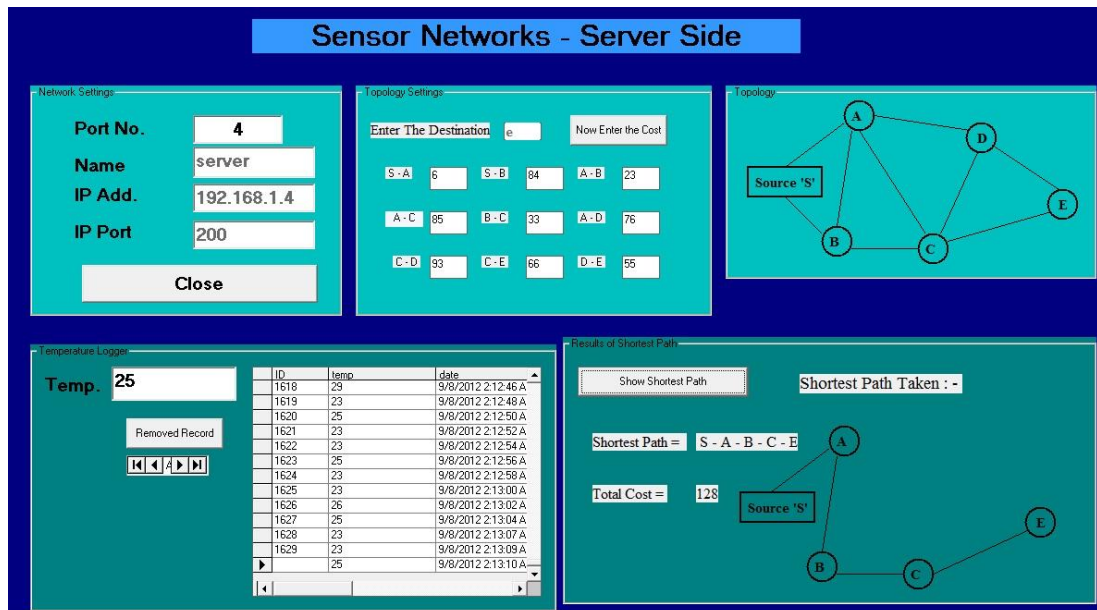 Sensor Networks - Server Side
Network Settings
Port No. 4
Name server
IP Add. 192.168.1.4
IP Port 200
Close
Topology Settings
Enter The Destination e Now Enter the Cost
S - A 6 S - B 84 A - B 23
A - C 85 B - C 33 A - D 76
C - D 93 C - E 66 D - E 55
Topology
A
D
Source 'S'
E
B
C
Temperature Logger
Temp. 25
Removed Record
ID temp date
1618 29 9/8/2012 2:12:46 A
1619 23 9/8/2012 2:12:48 A
1620 25 9/8/2012 2:12:50 A
1621 23 9/8/2012 2:12:52 A
1622 23 9/8/2012 2:12:54 A
1623 25 9/8/2012 2:12:56 A
1624 23 9/8/2012 2:12:58 A
1625 23 9/8/2012 2:13:00 A
1626 26 9/8/2012 2:13:02 A
1627 25 9/8/2012 2:13:04 A
1628 23 9/8/2012 2:13:07 A
1629 23 9/8/2012 2:13:09 A
25 9/8/2012 2:13:10 A
Results of Shortest Path
Show Shortest Path Shortest Path Taken : -
Shortest Path = S - A - B - C - E
Total Cost = 128
A
Source 'S'
E
B
C